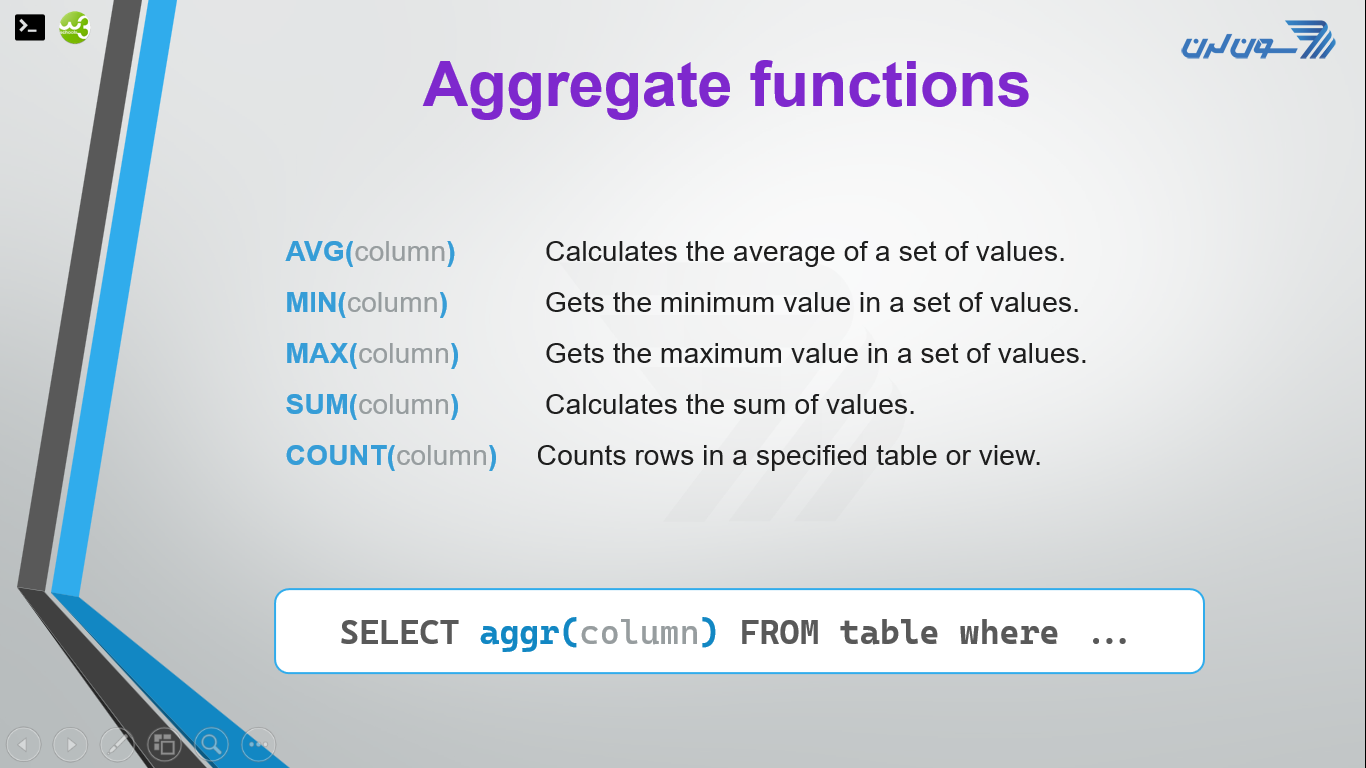 سون لرن
Aggregate functions
AVG(column) Calculates the average of a set of values.
MIN(column) Gets the minimum value in a set of values.
MAX(column) Gets the maximum value in a set of values.
SUM(column) Calculates the sum of values.
COUNT(column) Counts rows in a specified table or view.
SELECT aggr(column) FROM table where ...